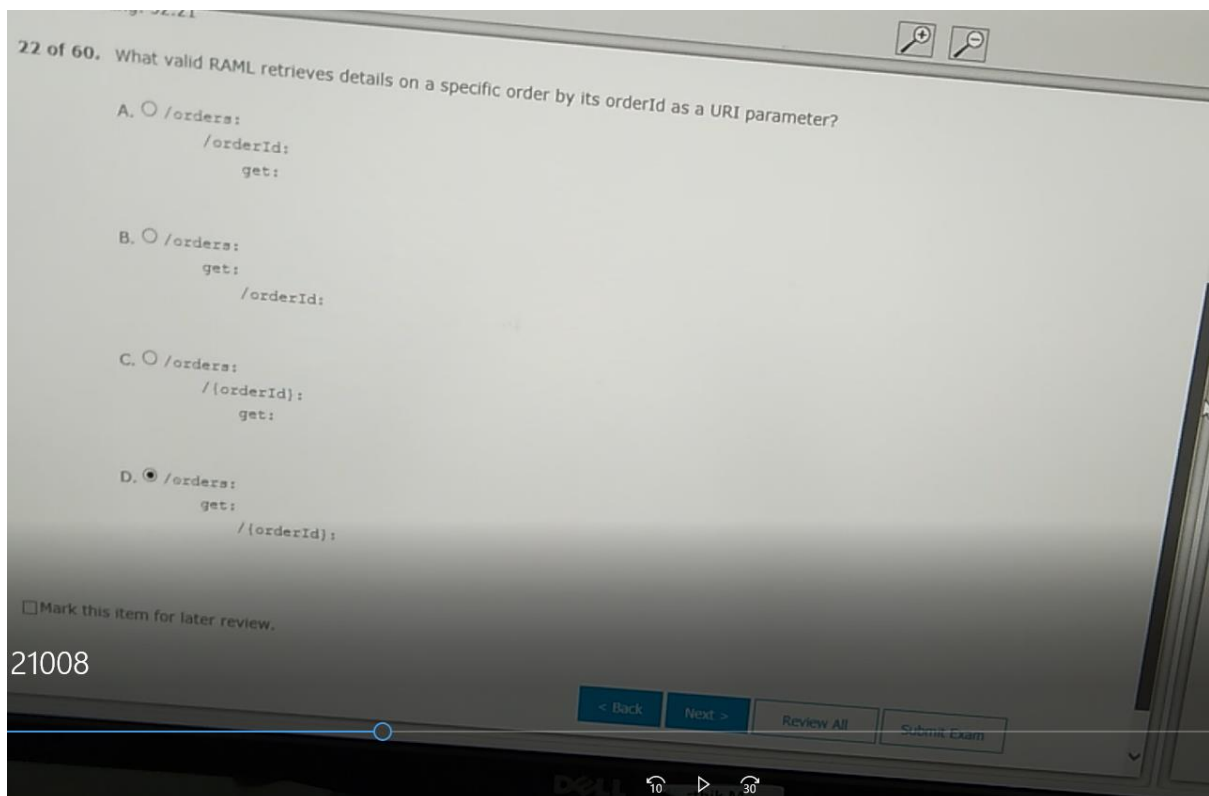 22 of 60. What valid RAML retrieves details on a specific order by its orderId as a URI parameter?
A. /orders:
/orderId:
get:
B. /orders:
get:
/orderId:
C. /orders:
/{orderId}:
get:
D. /orders:
get:
/{orderId}:
Mark this item for later review.
21008
< Back Next > Review All Submit Exam
DELL
10 30